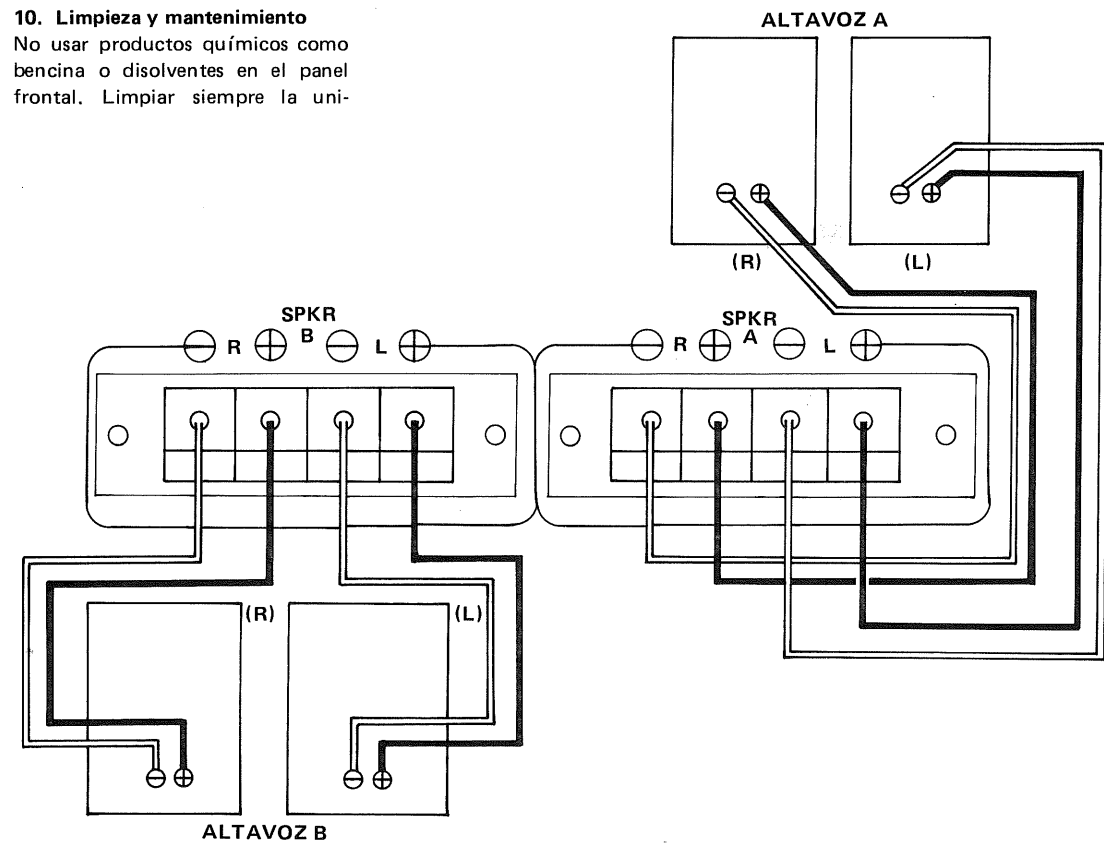 10. Limpieza y mantenimiento
No usar productos químicos como
bencina o disolventes en el panel
frontal. Limpiar siempre la uni-
ALTAVOZ A
(R)
(L)
SPKR
R B L
SPKR
R A L
(R)
(L)
ALTAVOZ B